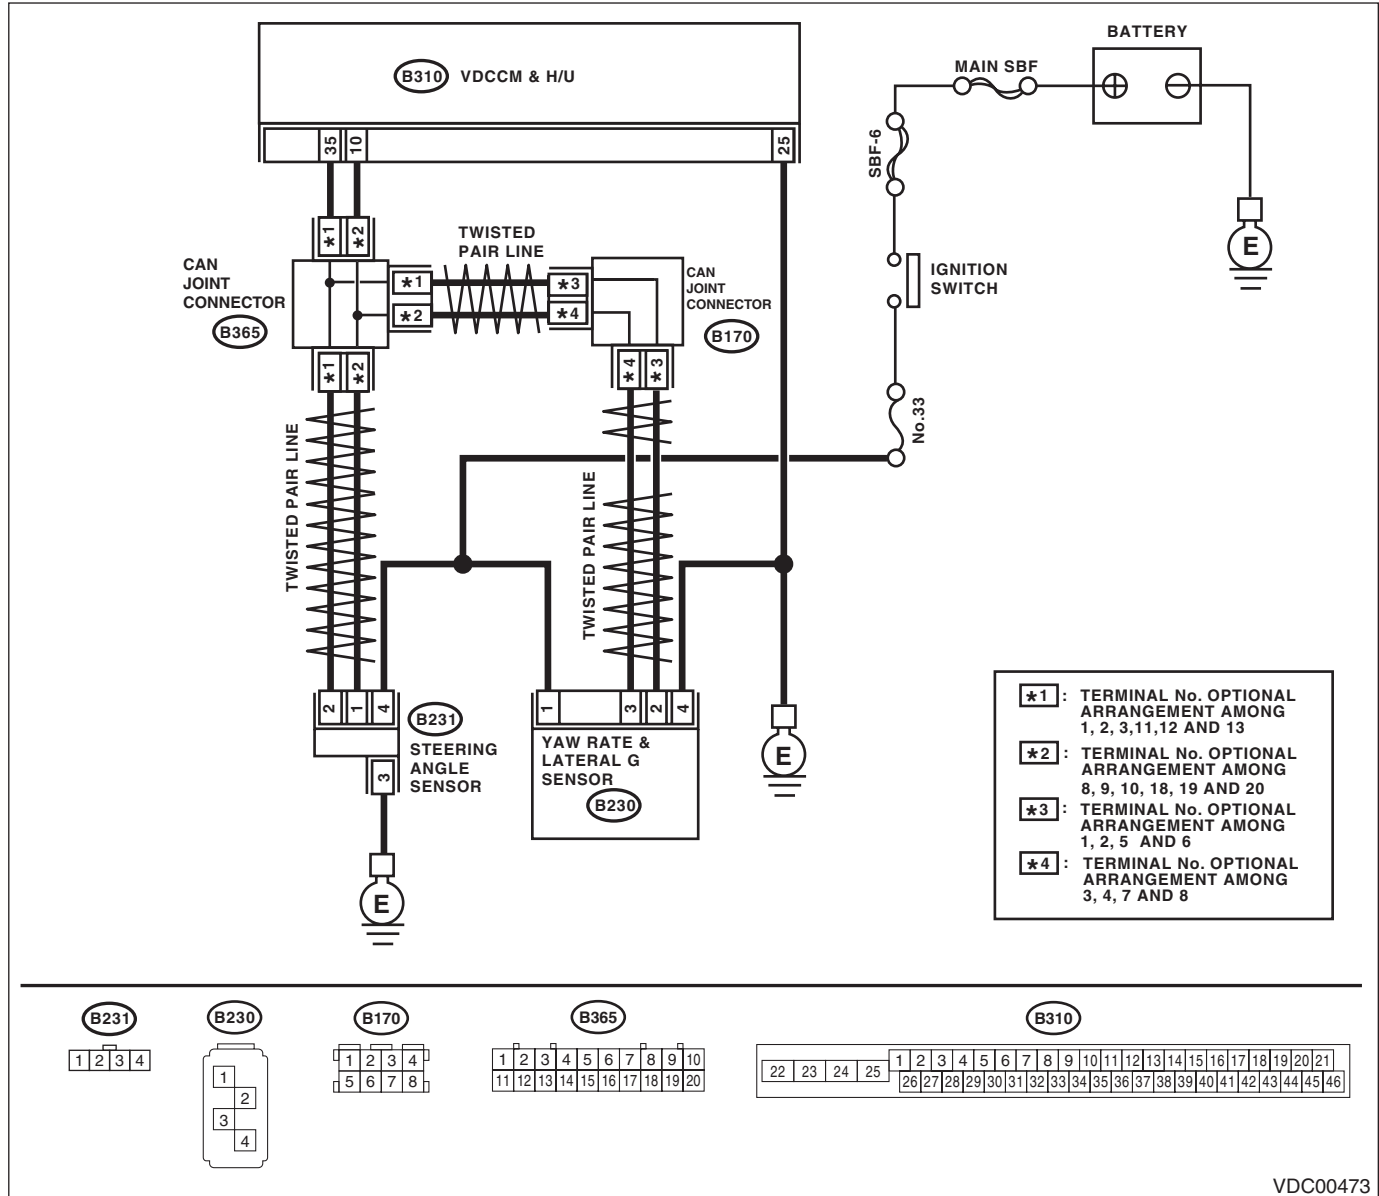 BATTERY
MAIN SBF
B310 VDCCM & H/U
SBF-6
35 10 25
*1 *2
TWISTED
PAIR LINE
E
CAN
JOINT
CONNECTOR
B365
*1
*2
*3
*4
CAN
JOINT
CONNECTOR
B170
IGNITION
SWITCH
*1 *2
*4 *3
No.33
TWISTED PAIR LINE
TWISTED PAIR LINE
2 1 4
B231
STEERING
ANGLE
SENSOR
3
E
1 3 2 4
YAW RATE &
LATERAL G
SENSOR
B230
E
*1 : TERMINAL No. OPTIONAL
ARRANGEMENT AMONG
1, 2, 3,11,12 AND 13
*2 : TERMINAL No. OPTIONAL
ARRANGEMENT AMONG
8, 9, 10, 18, 19 AND 20
*3 : TERMINAL No. OPTIONAL
ARRANGEMENT AMONG
1, 2, 5 AND 6
*4 : TERMINAL No. OPTIONAL
ARRANGEMENT AMONG
3, 4, 7 AND 8
B231
1 2 3 4
B230
1
2
3
4
B170
1 2 3 4
5 6 7 8
B365
1 2 3 4 5 6 7 8 9 10
11 12 13 14 15 16 17 18 19 20
B310
22 23 24 25
1 2 3 4 5 6 7 8 9 10 11 12 13 14 15 16 17 18 19 20 21
26 27 28 29 30 31 32 33 34 35 36 37 38 39 40 41 42 43 44 45 46
VDC00473